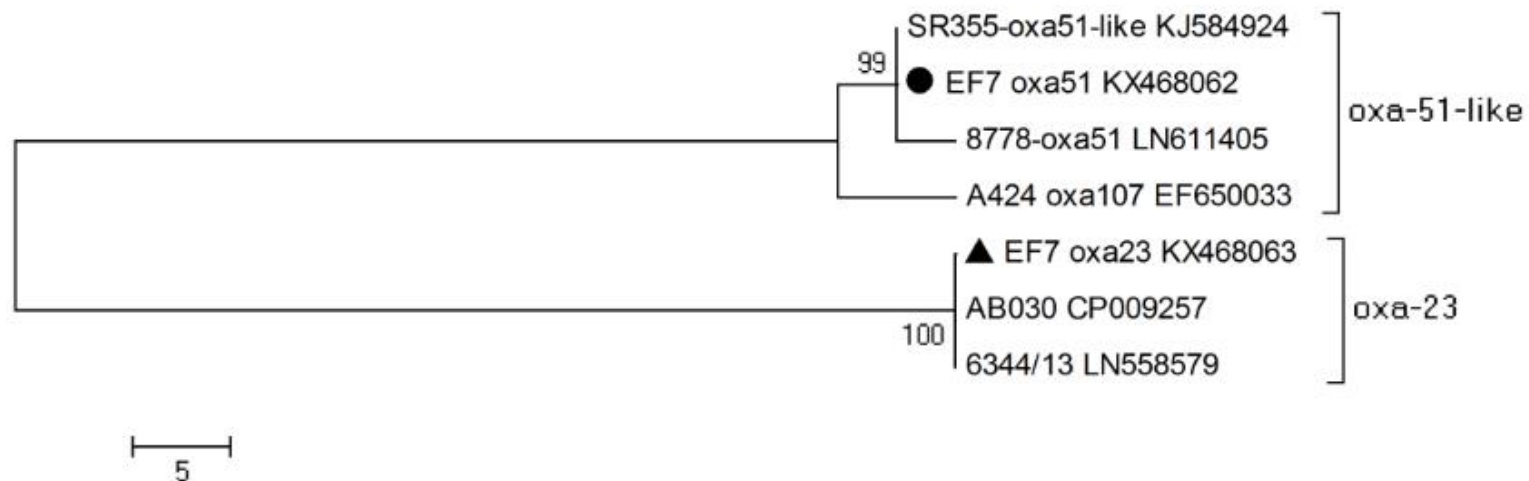 SR355-oxa51-like KJ584924
99
EF7 oxa51 KX468062
oxa-51-like
8778-oxa51 LN611405
A424 oxa107 EF650033
EF7 oxa23 KX468063
AB030 CP009257
oxa-23
100
6344/13 LN558579
5